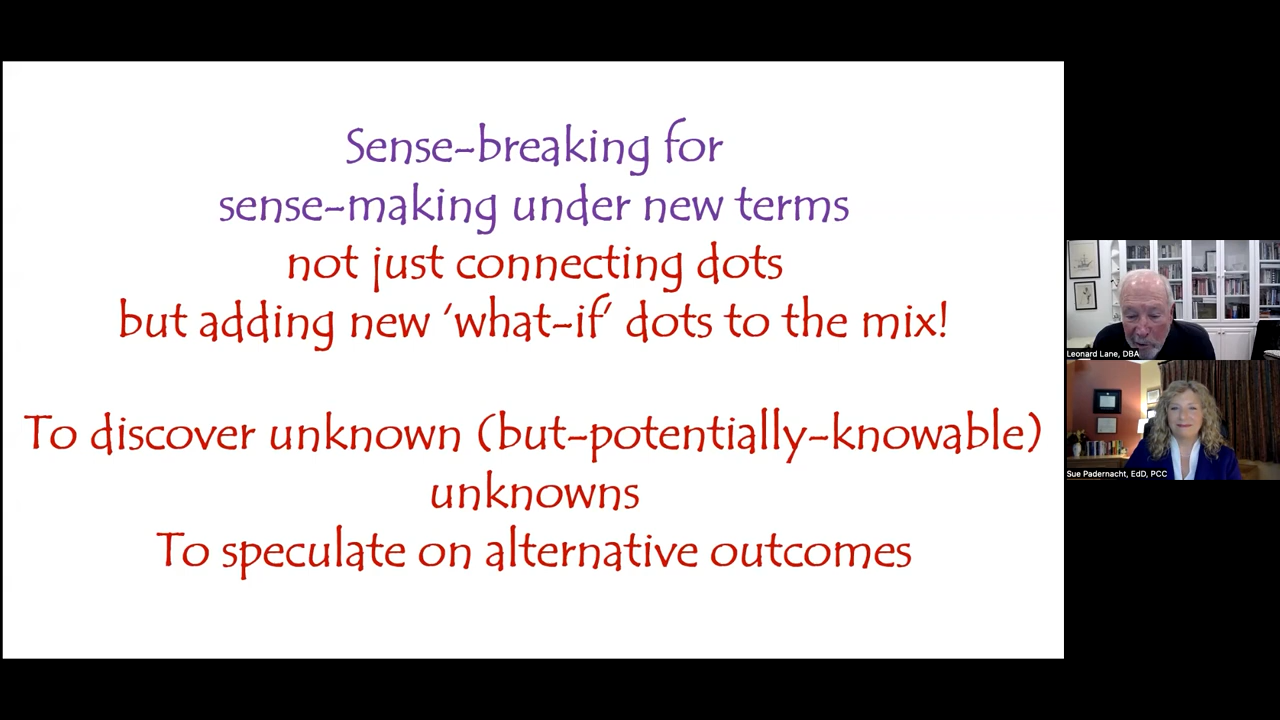 Sense-breaking for
sense-making under new terms
not just connecting dots
but adding new ‘what-if’ dots to the mix!
To discover unknown (but-potentially-knowable)
unknowns
To speculate on alternative outcomes
Leonard Lane, DBA
Sue Padernacht, EdD, PCC